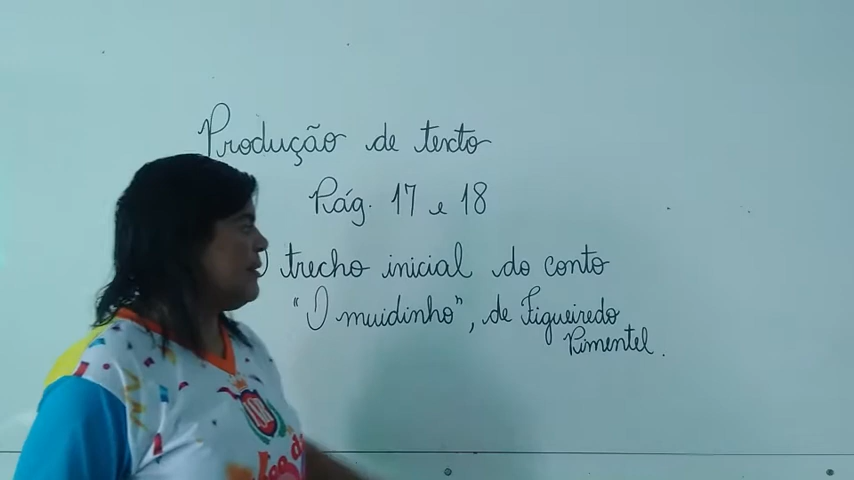 Produção de texto
Pág. 17 e 18
O trecho inicial do conto
"O muidinho", de Figueiredo
Pimentel.